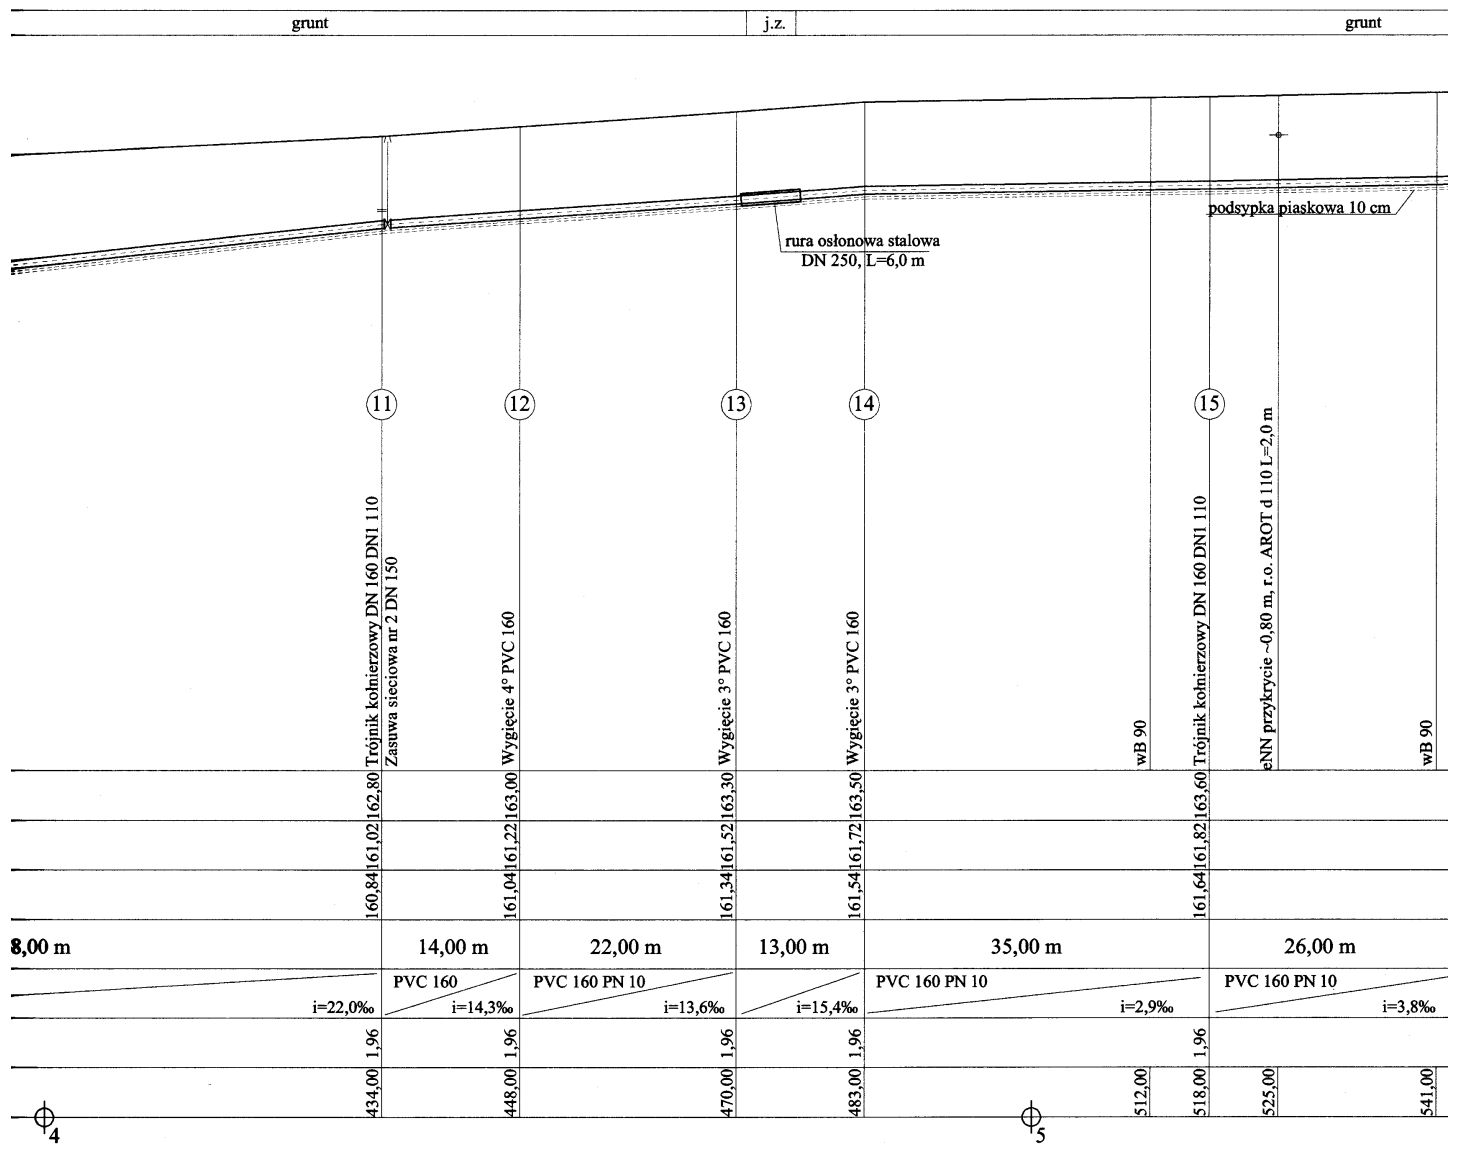 grunt
j.z.
grunt
podsypka piaskowa 10 cm
rura osłonowa stalowa
DN 250, L=6,0 m
11
12
13
14
15
Trójnik kołnierzowy DN 160 DN1 110
Zasuwa sieciowa nr 2 DN 150
Wygięcie 4° PVC 160
Wygięcie 3° PVC 160
Wygięcie 3° PVC 160
wB 90
Trójnik kołnierzowy DN 160 DN1 110
eNN przykrycie ~0,80 m, r.o. AROT d 110 L=2,0 m
wB 90
162,80
163,00
163,30
163,50
163,60
161,02
161,22
161,52
161,72
161,82
160,84
161,04
161,34
161,54
161,64
8,00 m
14,00 m
22,00 m
13,00 m
35,00 m
26,00 m
PVC 160
PVC 160 PN 10
PVC 160 PN 10
PVC 160 PN 10
i=22,0‰
i=14,3‰
i=13,6‰
i=15,4‰
i=2,9‰
i=3,8‰
1,96
1,96
1,96
1,96
1,96
434,00
448,00
470,00
483,00
512,00
518,00
525,00
541,00
4
5